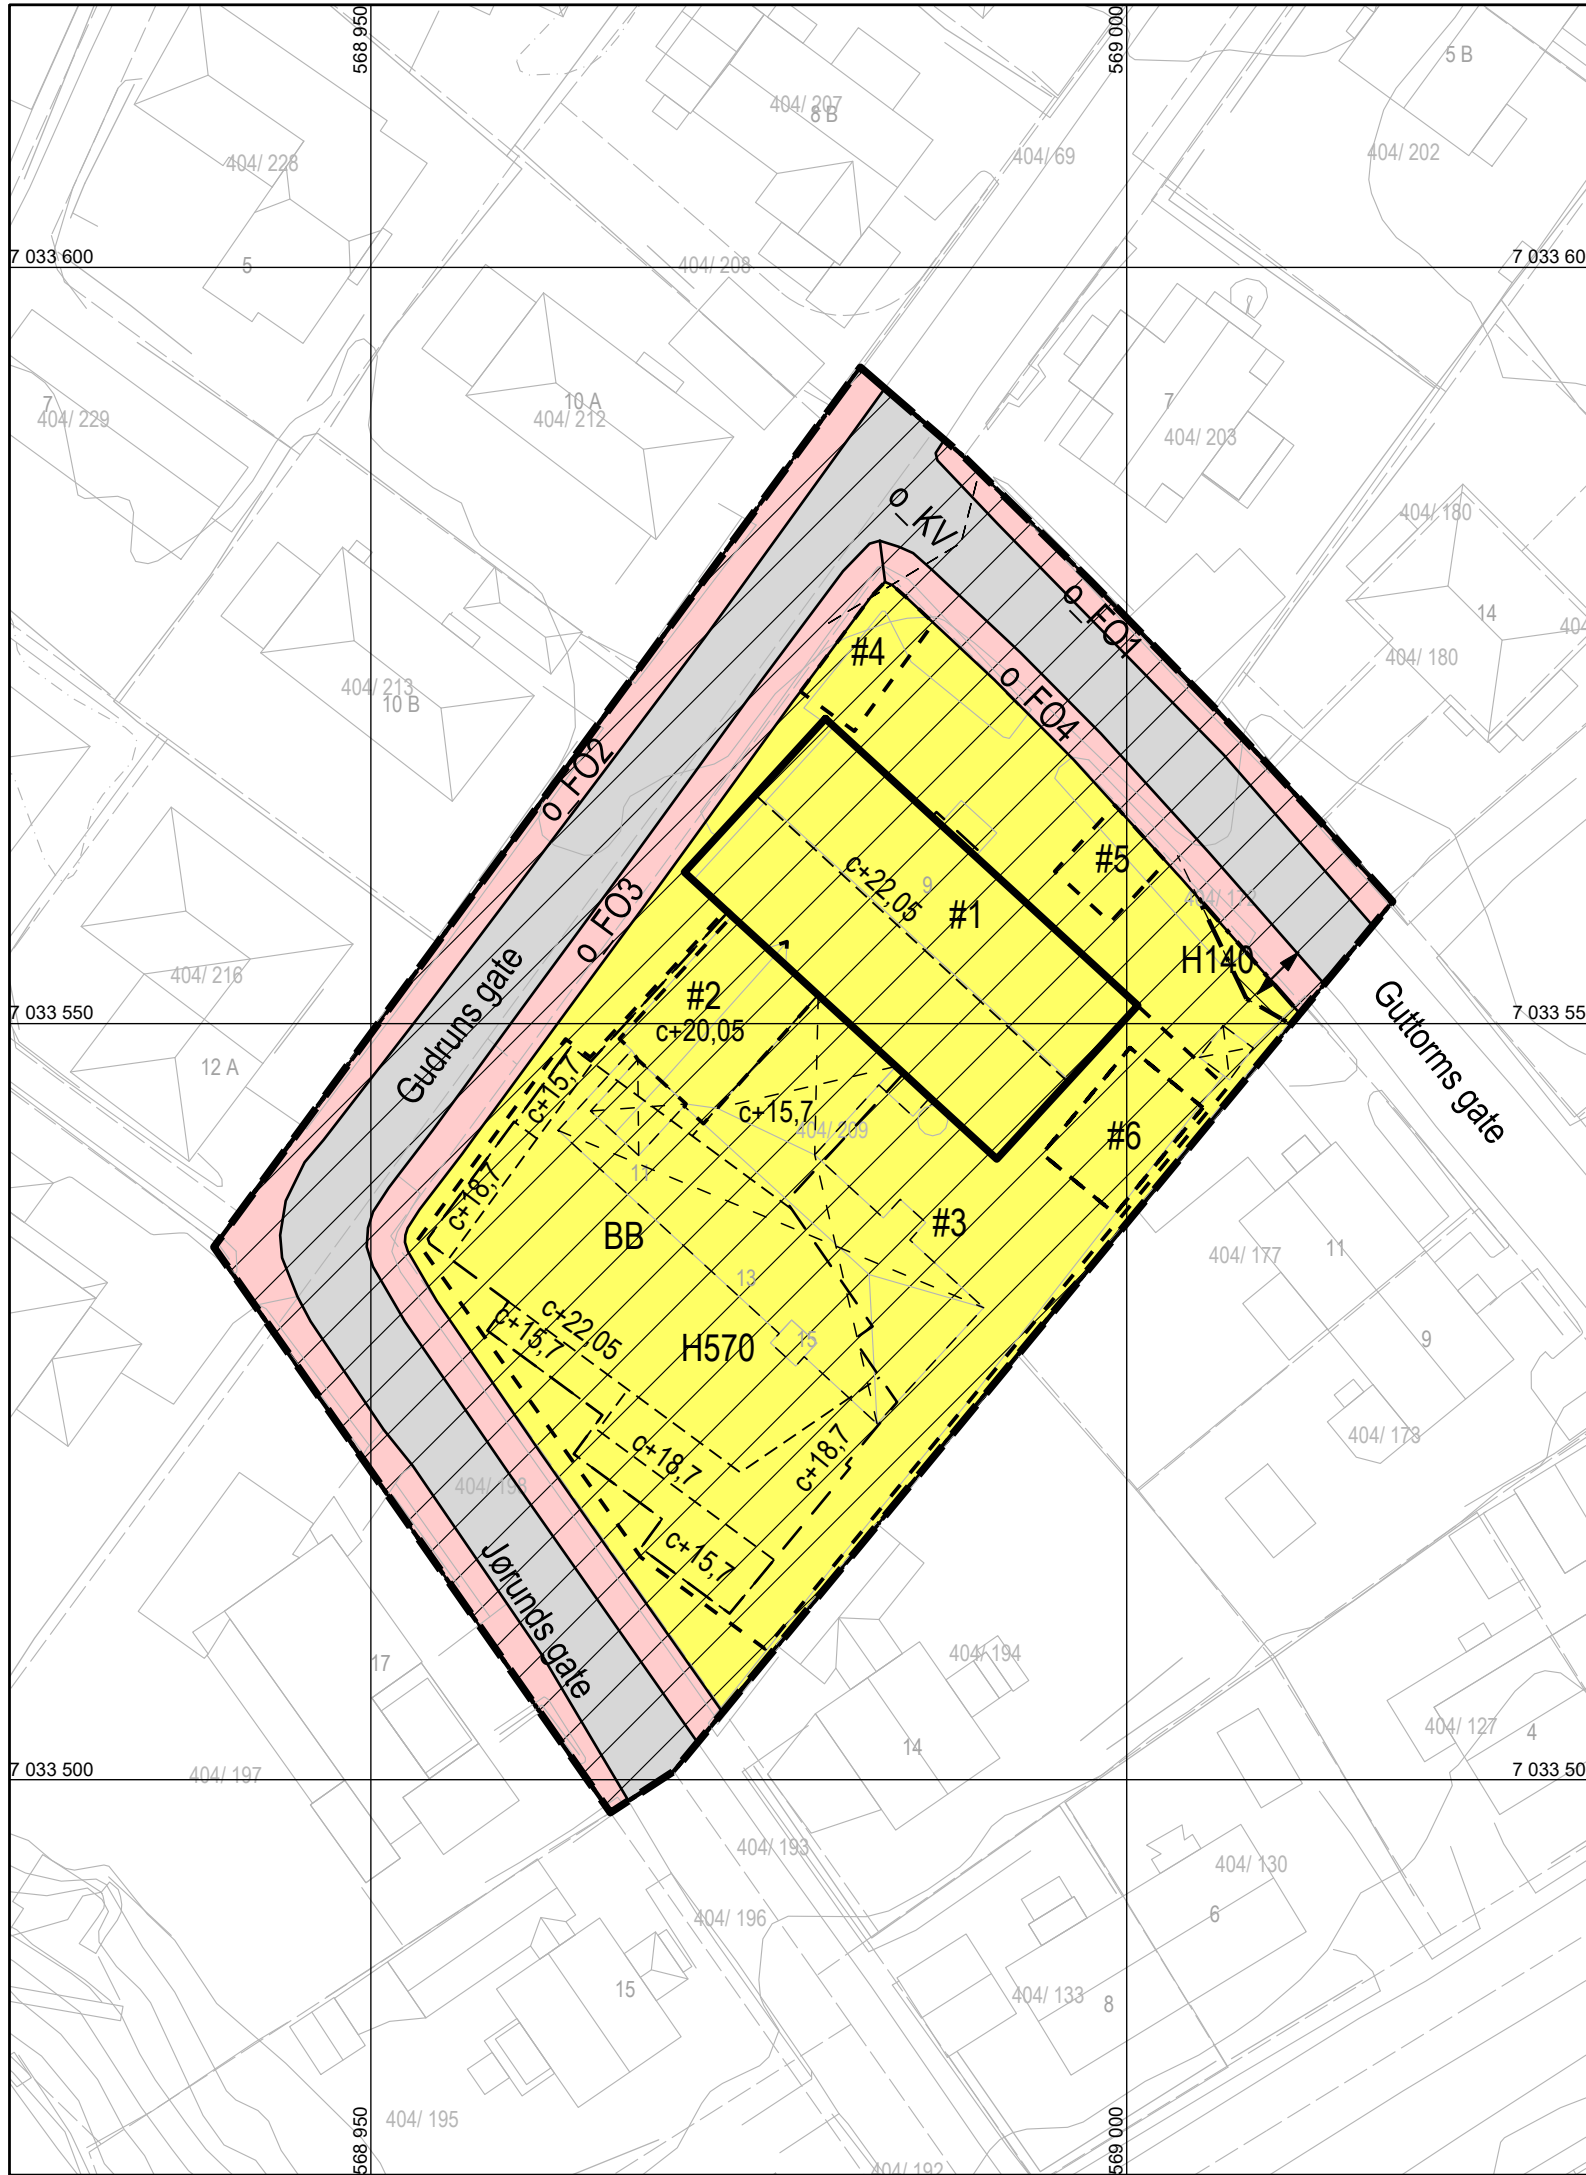 568 950
569 000
5 B
404/ 207
8 B
404/ 228
404/ 69
404/ 202
7 033 600
5
404/ 208
7 033 60
7
404/ 229
10 A
404/ 212
7
404/ 203
o_KV
404/ 180
o_FO1
14
404
#4
404/ 180
404/ 213
10 B
o_FO4
o_FO2
c+22,05
9
#5
#1
404/ 172
o_FO3
H140
404/ 216
Gudruns gate
#2
c+20,05
7 033 550
7 033 55
Guttorms gate
12 A
c+15,7
c+15,7
404/ 209
#6
11
c+18,7
BB
#3
404/ 177
11
13
c+22,05
c+15,7
H570
15
9
c+18,7
c+18,7
404/ 173
404/ 198
c+15,7
Jørunds gate
17
404/ 194
404/ 127
4
14
404/ 197
7 033 500
7 033 50
404/ 193
404/ 130
404/ 196
6
15
404/ 133
8
404/ 195
568 950
569 000
404/ 192